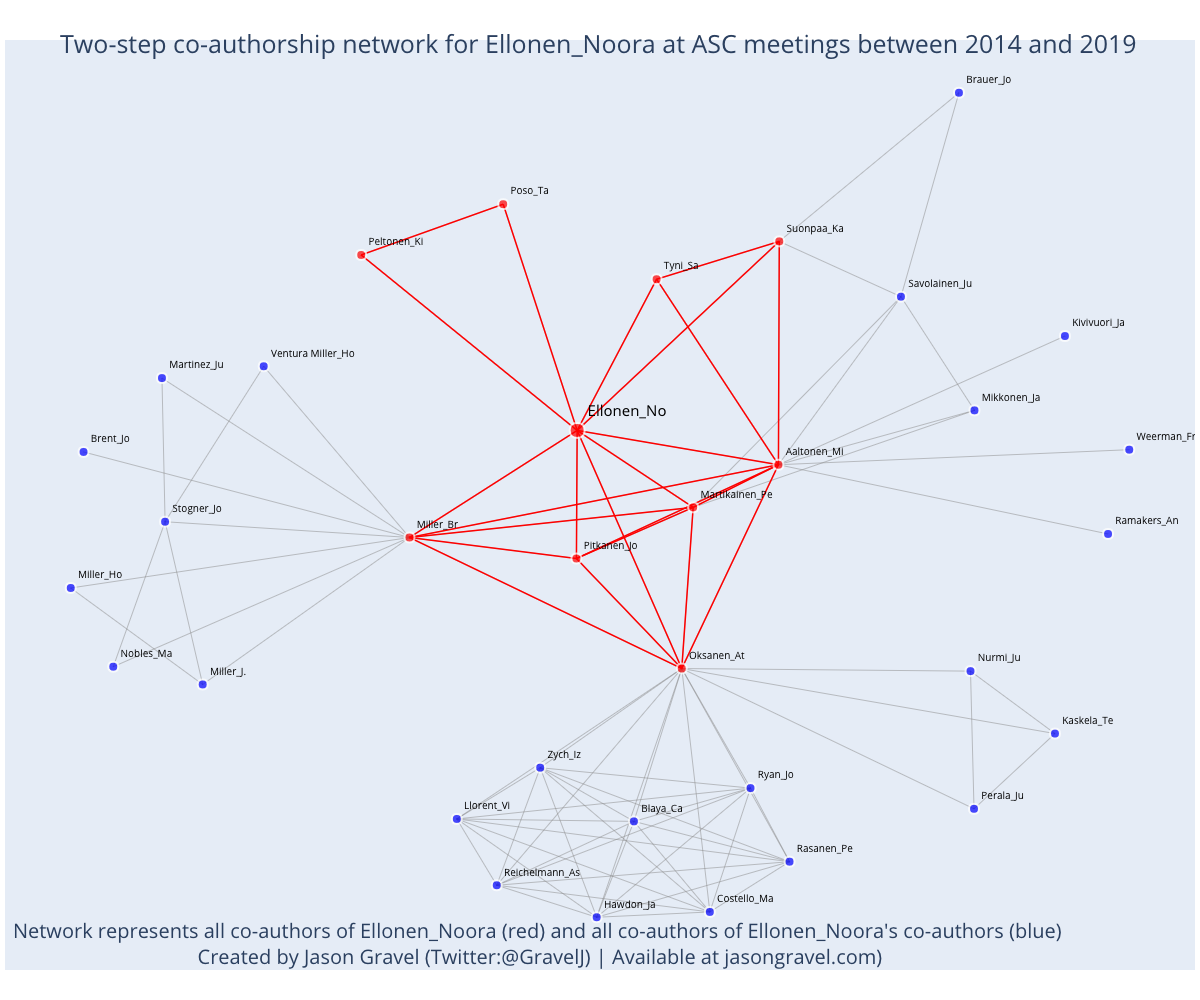 Two-step co-authorship network for Ellonen_Noora at ASC meetings between 2014 and 2019
Brauer_Jo
Poso_Ta
Suonpaa_Ka
Peltonen_Ki
Tyni_Sa
Savolainen_Ju
Kivivuori_Ja
Ventura Miller_Ho
Martinez_Ju
Mikkonen_Ja
Ellonen_No
Brent_Jo
Weerman_Fr
Aaltonen_Mi
Martikainen_Pe
Stogner_Jo
Miller_Br
Ramakers_An
Pitkanen_Jo
Miller_Ho
Nobles_Ma
Oksanen_At
Nurmi_Ju
Miller_J.
Kaskela_Te
Zych_Iz
Ryan_Jo
Perala_Ju
Llorent_Vi
Blaya_Ca
Rasanen_Pe
Reichelmann_As
Costello_Ma
Hawdon_Ja
Network represents all co-authors of Ellonen_Noora (red) and all co-authors of Ellonen_Noora's co-authors (blue)
Created by Jason Gravel (Twitter:@GravelJ) | Available at jasongravel.com)